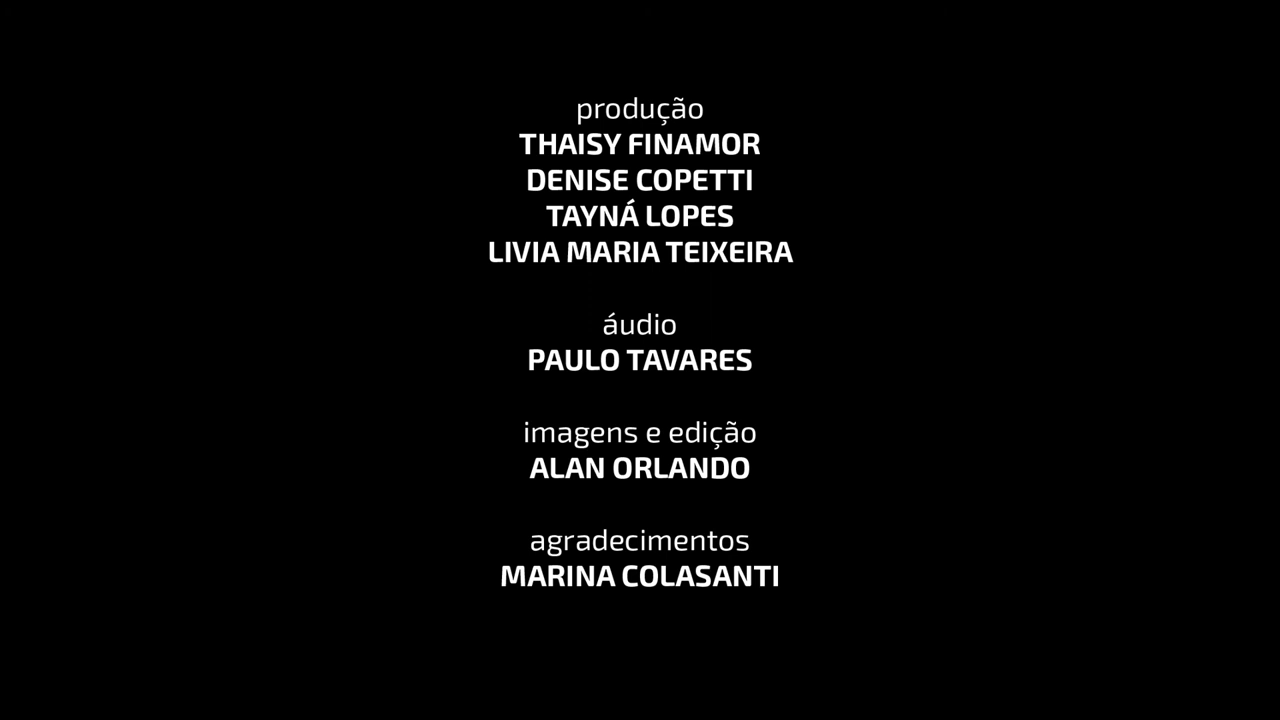 produção
THAISY FINAMOR
DENISE COPETTI
TAYNÁ LOPES
LIVIA MARIA TEIXEIRA
áudio
PAULO TAVARES
imagens e edição
ALAN ORLANDO
agradecimentos
MARINA COLASANTI